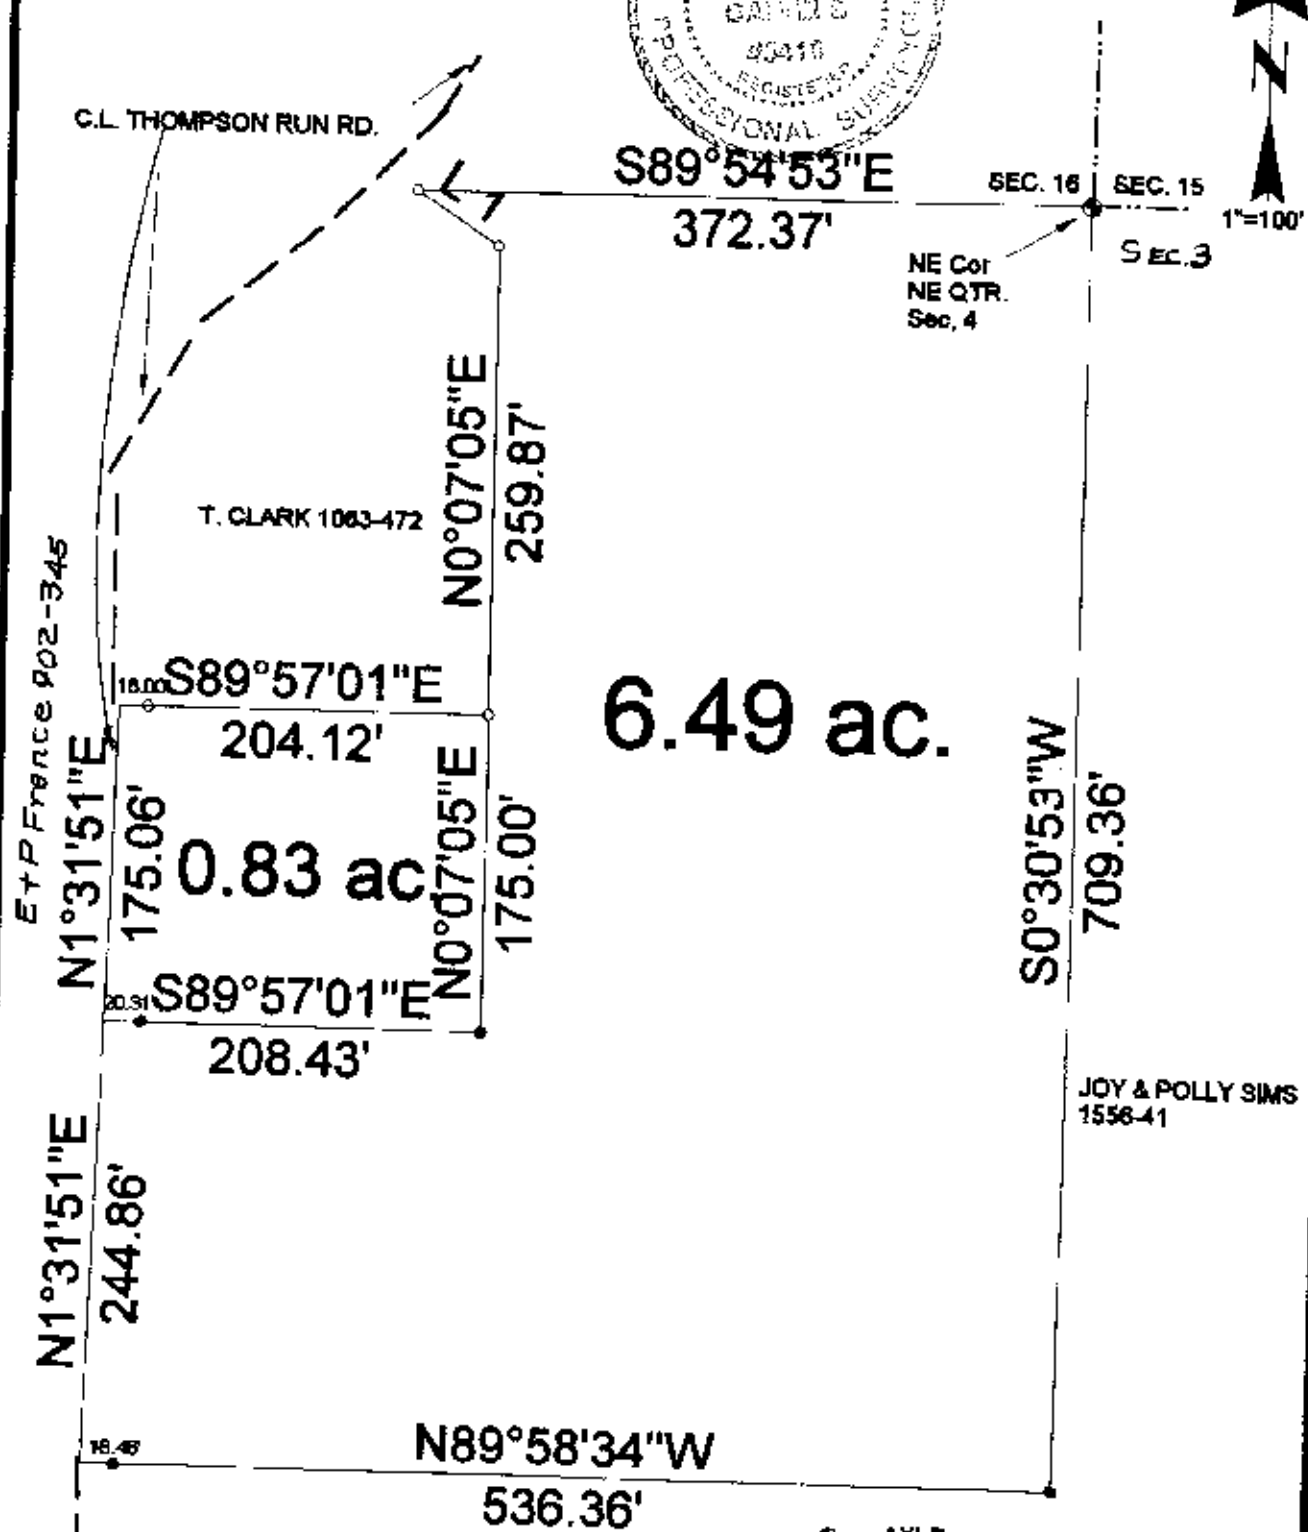 45416
REGISTERED
PROFESSIONAL SURVEYOR
N
C.L. THOMPSON RUN RD.
S89°54'53"E
372.37'
SEC. 16
SEC. 15
1"=100'
SEC.3
NE Cor
NE QTR.
Sec, 4
N0°07'05"E
259.87'
T. CLARK 1063-472
E+P France 902-345
S89°57'01"E
204.12'
6.49 ac.
N1°31'51"E
175.06'
0.83 ac.
N0°07'05"E
175.00'
S0°30'53"W
709.36'
20.31'
S89°57'01"E
208.43'
JOY & POLLY SIMS
1556-41
N1°31'51"E
244.86'
N89°58'34"W
536.36'